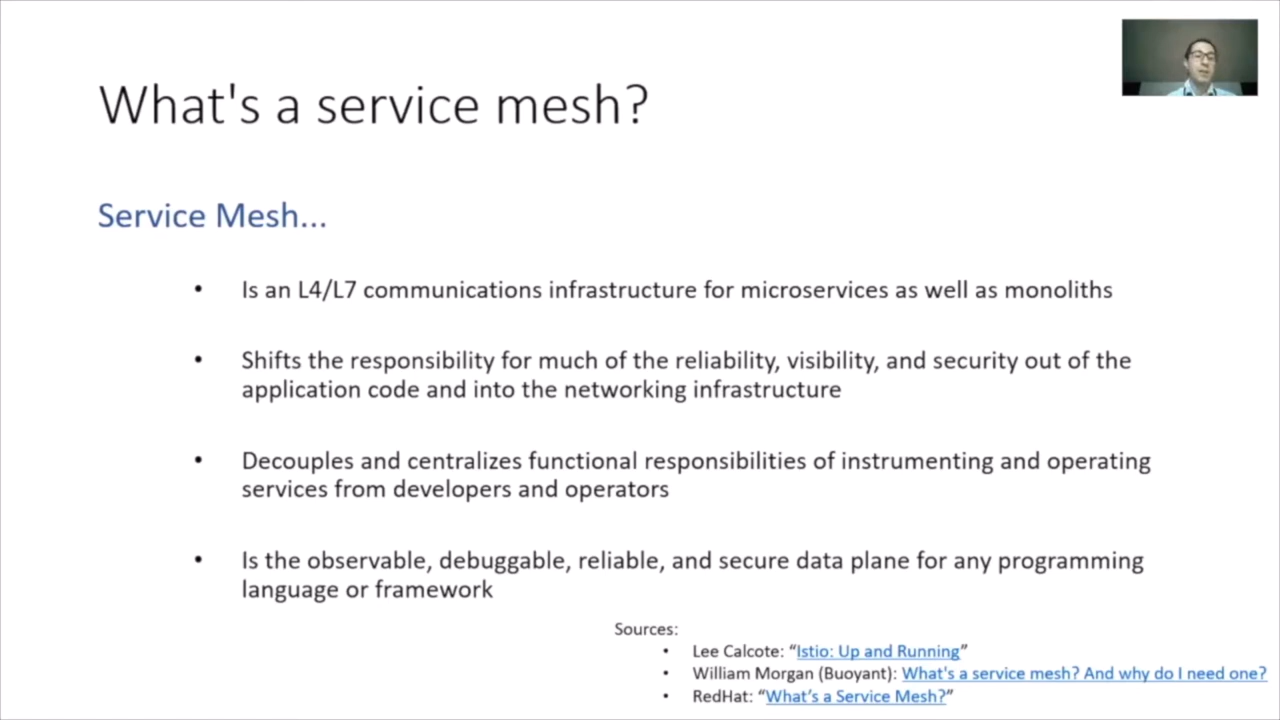 What's a service mesh?
Service Mesh...
• Is an L4/L7 communications infrastructure for microservices as well as monoliths
• Shifts the responsibility for much of the reliability, visibility, and security out of the
application code and into the networking infrastructure
• Decouples and centralizes functional responsibilities of instrumenting and operating
services from developers and operators
• Is the observable, debuggable, reliable, and secure data plane for any programming
language or framework
Sources:
• Lee Calcote: “Istio: Up and Running”
• William Morgan (Buoyant): What's a service mesh? And why do I need one?
• RedHat: “What’s a Service Mesh?”